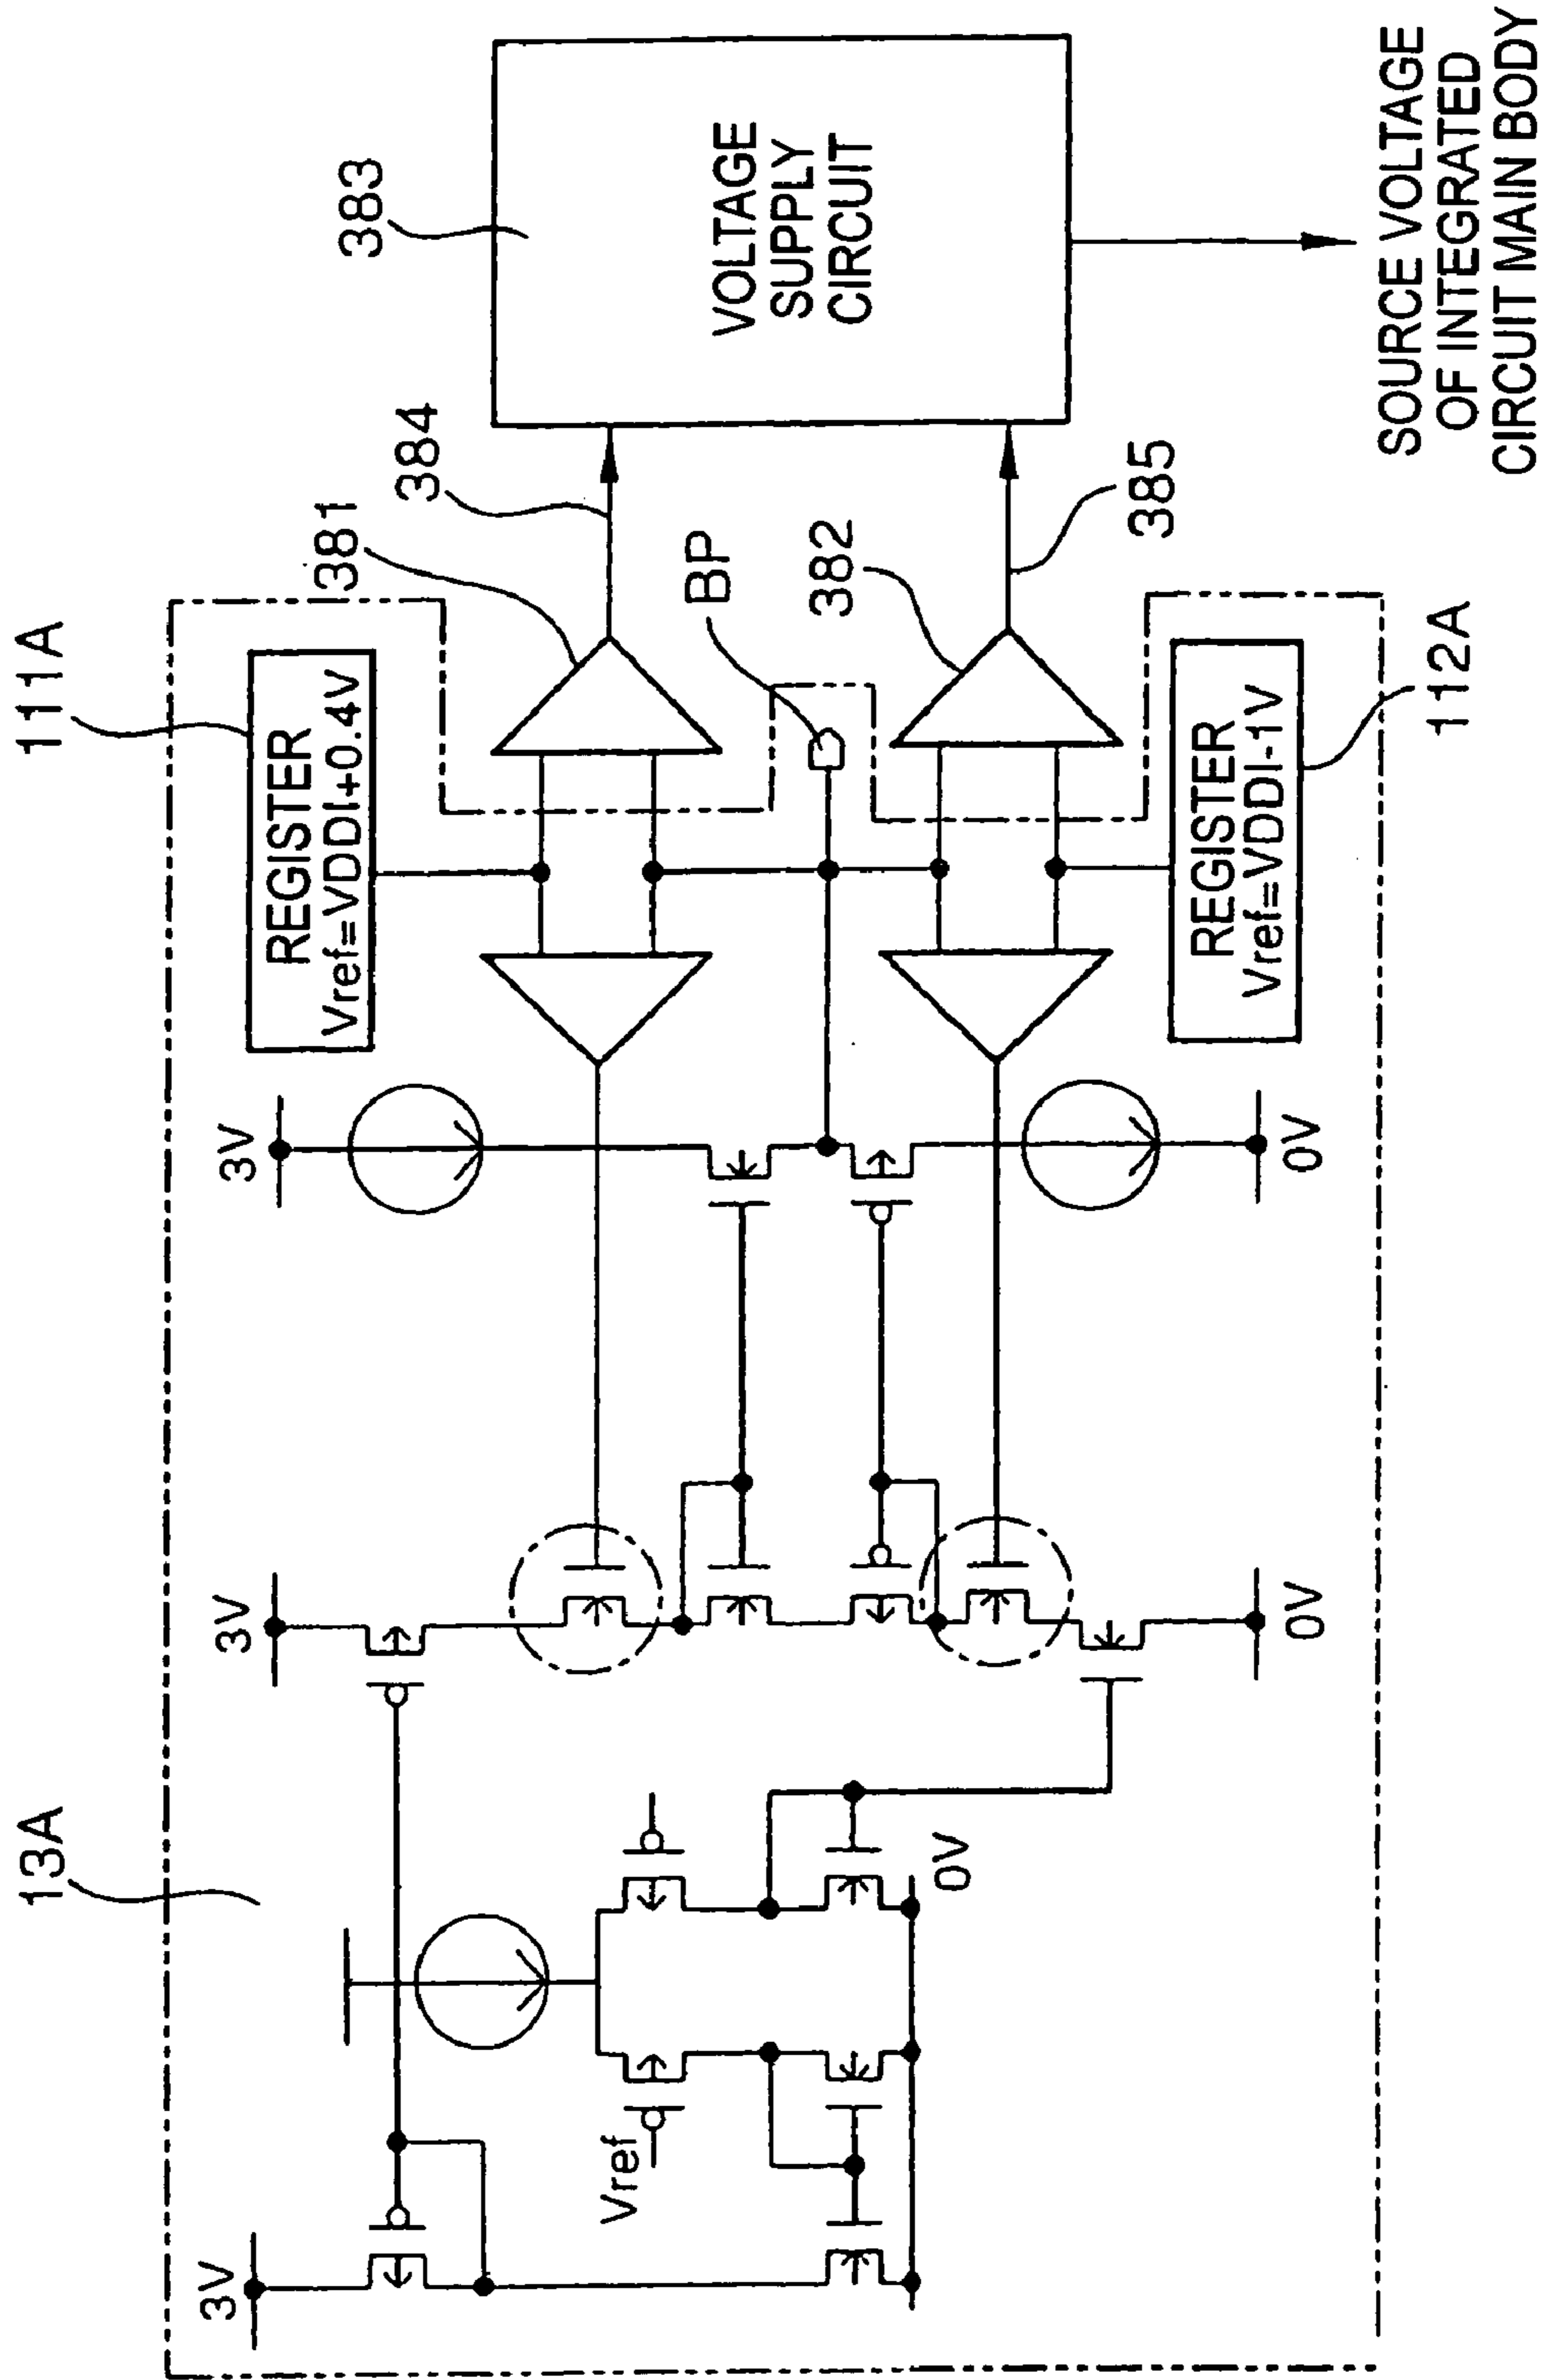 13A
111A
REGISTER
Vref=VDDI+0.4V
381
384
383
VOLTAGE
SUPPLY
CIRCUIT
BP
382
385
REGISTER
Vref=VDDI-1V
112A
3V
3V
3V
Vref
0V
0V
0V
SOURCE VOLTAGE
OF INTEGRATED
CIRCUIT MAIN BODY